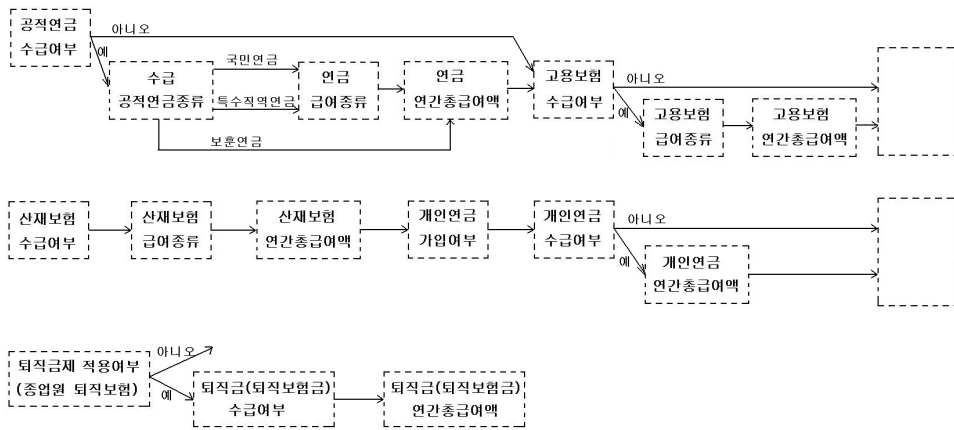 공적연금
수급여부
아니오
예
수급
공적연금종류
국민연금
특수직역연금
보훈연금
연금
급여종류
연금
연간총급여액
고용보험
수급여부
아니오
예
고용보험
급여종류
고용보험
연간총급여액
산재보험
수급여부
산재보험
급여종류
산재보험
연간총급여액
개인연금
가입여부
개인연금
수급여부
아니오
예
개인연금
연간총급여액
퇴직금제 적용여부
(종업원 퇴직보험)
아니오
예
퇴직금(퇴직보험금)
수급여부
퇴직금(퇴직보험금)
연간총급여액